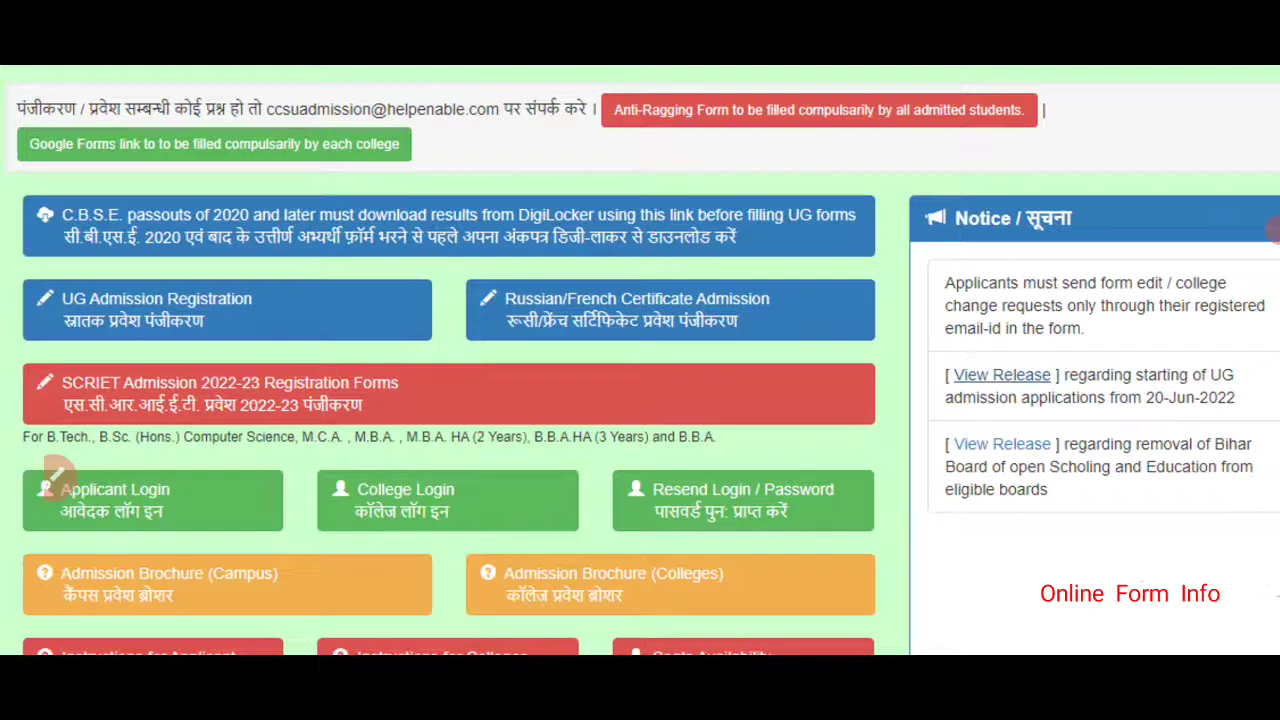 पंजीकरण / प्रवेश सम्बन्धी कोई प्रश्न हो तो ccsuadmission@helpenable.com पर संपर्क करे । Anti-Ragging Form to be filled compulsarily by all admitted students. |
Google Forms link to to be filled compulsarily by each college
C.B.S.E. passouts of 2020 and later must download results from DigiLocker using this link before filling UG forms
सी.बी.एस.ई. 2020 एवं बाद के उत्तीर्ण अभ्यर्थी फ़ॉर्म भरने से पहले अपना अंकपत्र डिजी-लाकर से डाउनलोड करें
UG Admission Registration
स्नातक प्रवेश पंजीकरण
Russian/French Certificate Admission
रूसी/फ्रेंच सर्टिफिकेट प्रवेश पंजीकरण
SCRIET Admission 2022-23 Registration Forms
एस.सी.आर.आई.ई.टी. प्रवेश 2022-23 पंजीकरण
For B.Tech., B.Sc. (Hons.) Computer Science, M.C.A. , M.B.A. , M.B.A. HA (2 Years), B.B.A.HA (3 Years) and B.B.A.
Applicant Login
आवेदक लॉग इन
College Login
कॉलेज लॉग इन
Resend Login / Password
पासवर्ड पुन: प्राप्त करें
Admission Brochure (Campus)
कैंपस प्रवेश ब्रोशर
Admission Brochure (Colleges)
कॉलेज प्रवेश ब्रोशर
Instructions for Applicant
Instructions for Colleges
Seats Availability
Notice / सूचना
Applicants must send form edit / college
change requests only through their registered
email-id in the form.
[ View Release ] regarding starting of UG
admission applications from 20-Jun-2022
[ View Release ] regarding removal of Bihar
Board of open Scholing and Education from
eligible boards
Online Form Info